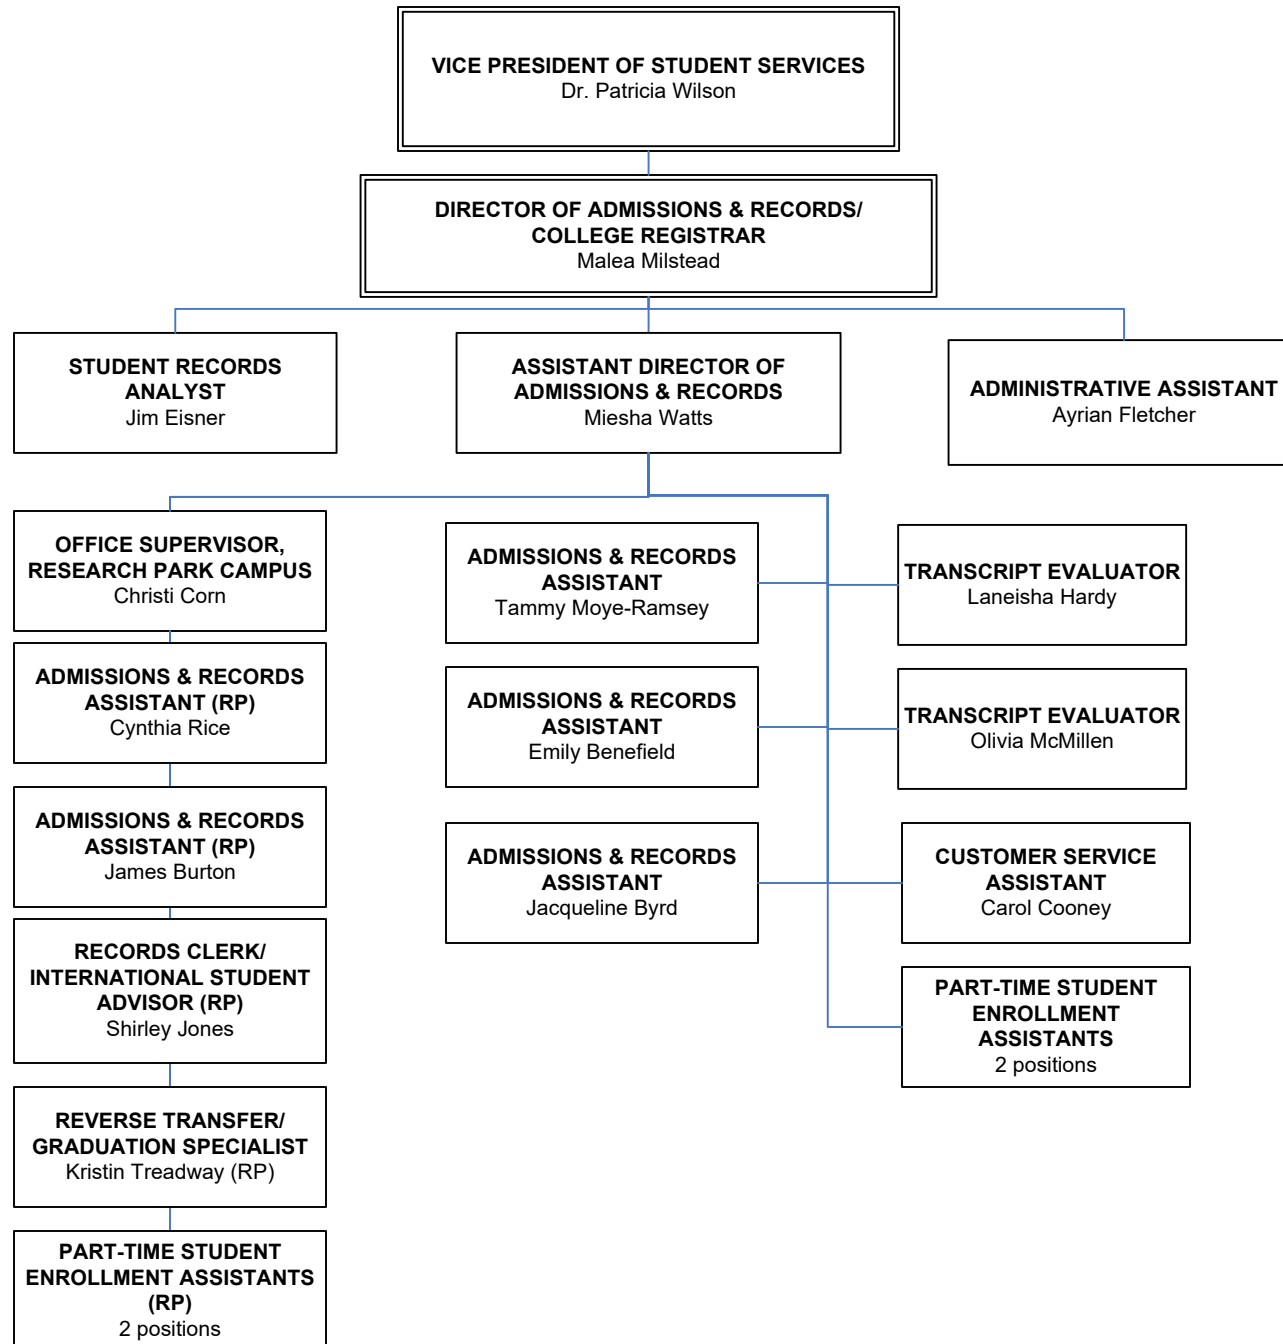 VICE PRESIDENT OF STUDENT SERVICES
Dr. Patricia Wilson
DIRECTOR OF ADMISSIONS & RECORDS/
COLLEGE REGISTRAR
Malea Milstead
STUDENT RECORDS
ANALYST
Jim Eisner
ASSISTANT DIRECTOR OF
ADMISSIONS & RECORDS
Miesha Watts
ADMINISTRATIVE ASSISTANT
Ayrian Fletcher
OFFICE SUPERVISOR,
RESEARCH PARK CAMPUS
Christi Corn
ADMISSIONS & RECORDS
ASSISTANT (RP)
Cynthia Rice
ADMISSIONS & RECORDS
ASSISTANT (RP)
James Burton
RECORDS CLERK/
INTERNATIONAL STUDENT
ADVISOR (RP)
Shirley Jones
REVERSE TRANSFER/
GRADUATION SPECIALIST
Kristin Treadway (RP)
PART-TIME STUDENT
ENROLLMENT ASSISTANTS
(RP)
2 positions
ADMISSIONS & RECORDS
ASSISTANT
Tammy Moye-Ramsey
ADMISSIONS & RECORDS
ASSISTANT
Emily Benefield
ADMISSIONS & RECORDS
ASSISTANT
Jacqueline Byrd
TRANSCRIPT EVALUATOR
Laneisha Hardy
TRANSCRIPT EVALUATOR
Olivia McMillen
CUSTOMER SERVICE
ASSISTANT
Carol Cooney
PART-TIME STUDENT
ENROLLMENT
ASSISTANTS
2 positions